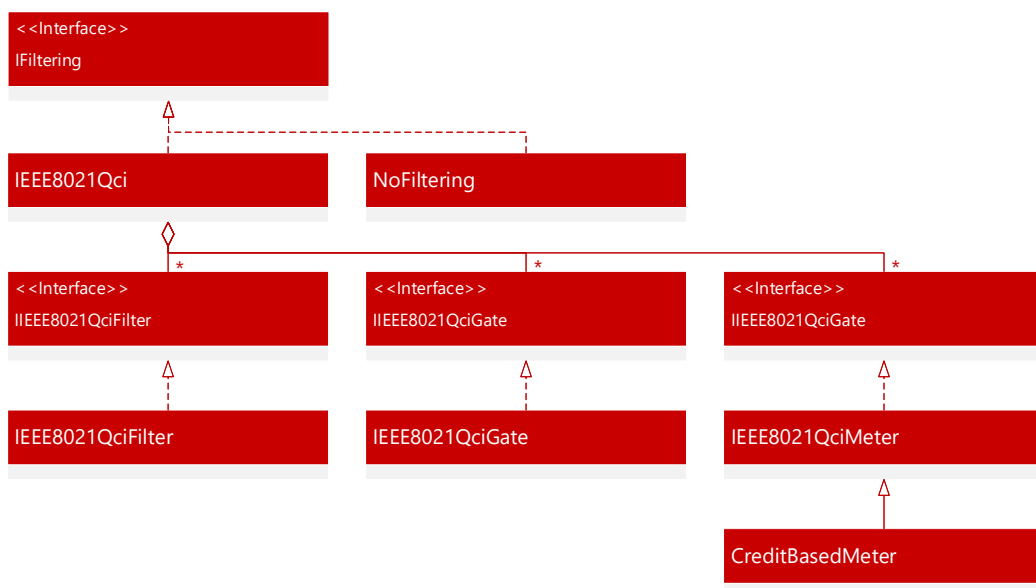 <<Interface>>
IFiltering
IEEE8021Qci
NoFiltering
* * *
<<Interface>>
IIEEE8021QciFilter
<<Interface>>
IIEEE8021QciGate
<<Interface>>
IIEEE8021QciGate
IEEE8021QciFilter
IEEE8021QciGate
IEEE8021QciMeter
CreditBasedMeter